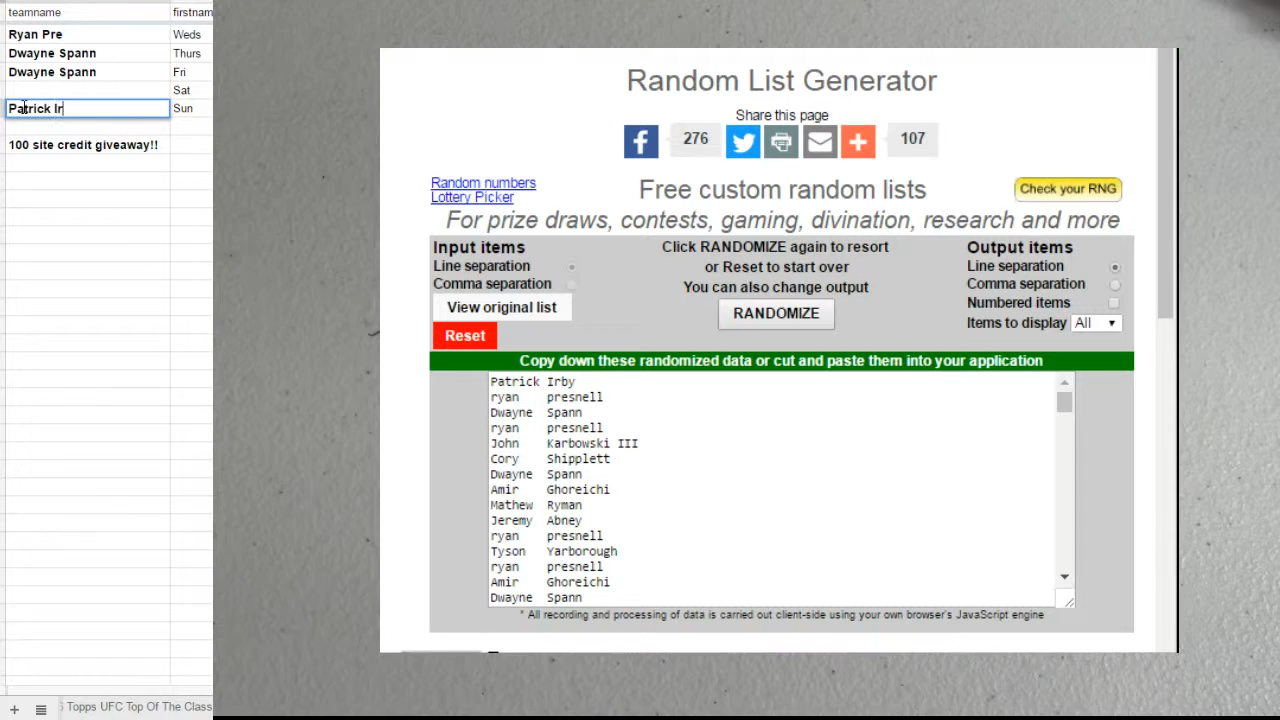 teamname firstnam
Ryan Pre Weds
Dwayne Spann Thurs
Dwayne Spann Fri
Sat
Patrick Ir Sun
100 site credit giveaway!!
Topps UFC Top Of The Class
Random List Generator
Share this page
276 107
Random numbers
Lottery Picker
Free custom random lists
Check your RNG
For prize draws, contests, gaming, divination, research and more
Input items
Line separation
Comma separation
View original list
Reset
Click RANDOMIZE again to resort
or Reset to start over
You can also change output
RANDOMIZE
Output items
Line separation
Comma separation
Numbered items
Items to display All
Copy down these randomized data or cut and paste them into your application
Patrick Irby
ryan presnell
Dwayne Spann
ryan presnell
John Karbowski III
Cory Shipplett
Dwayne Spann
Amir Ghoreichi
Mathew Ryman
Jeremy Abney
ryan presnell
Tyson Yarborough
ryan presnell
Amir Ghoreichi
Dwayne Spann
* All recording and processing of data is carried out client-side using your own browser's JavaScript engine